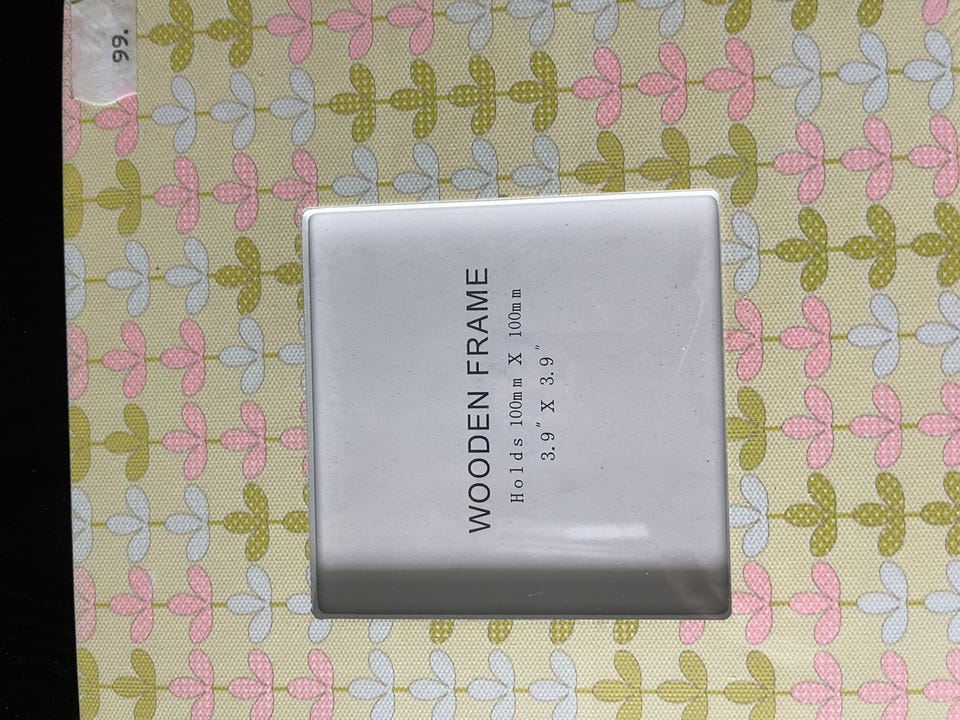 .99
WOODEN FRAME
Holds 100mm X 100mm
3.9" X 3.9"